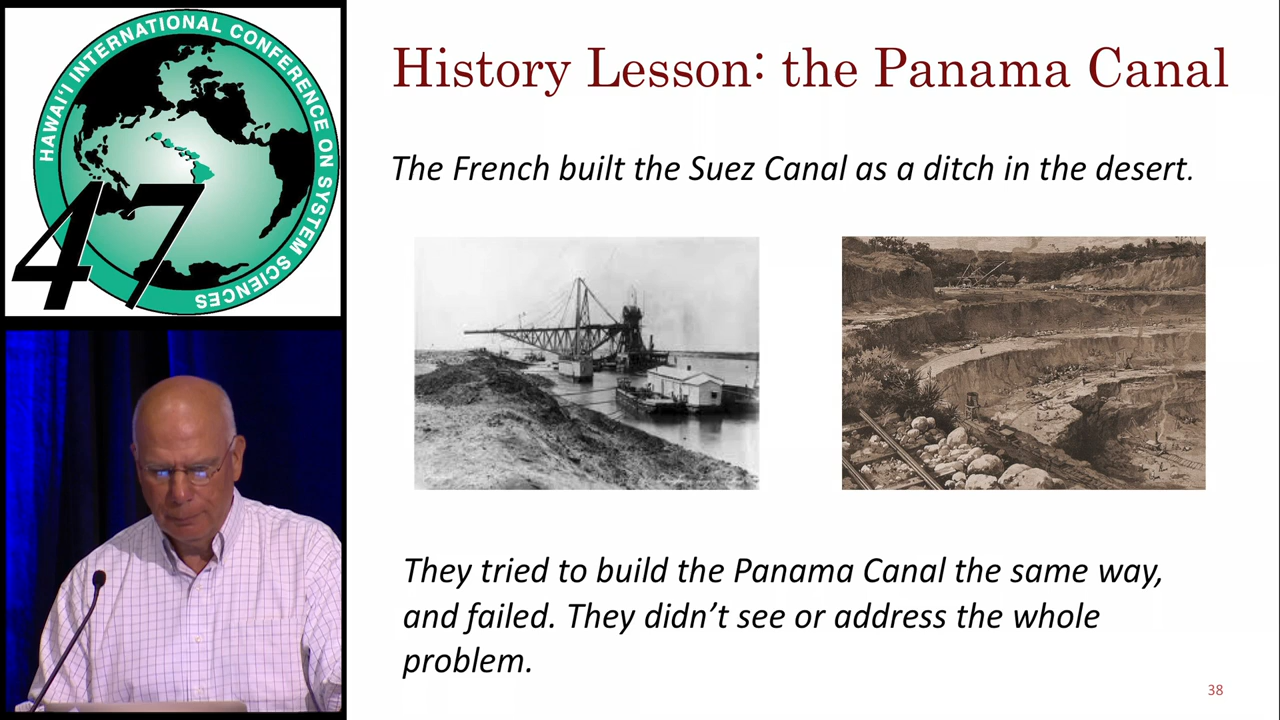 HAWAI'I INTERNATIONAL CONFERENCE ON SYSTEM SCIENCES
47
History Lesson: the Panama Canal
The French built the Suez Canal as a ditch in the desert.
They tried to build the Panama Canal the same way,
and failed. They didn't see or address the whole
problem.
38